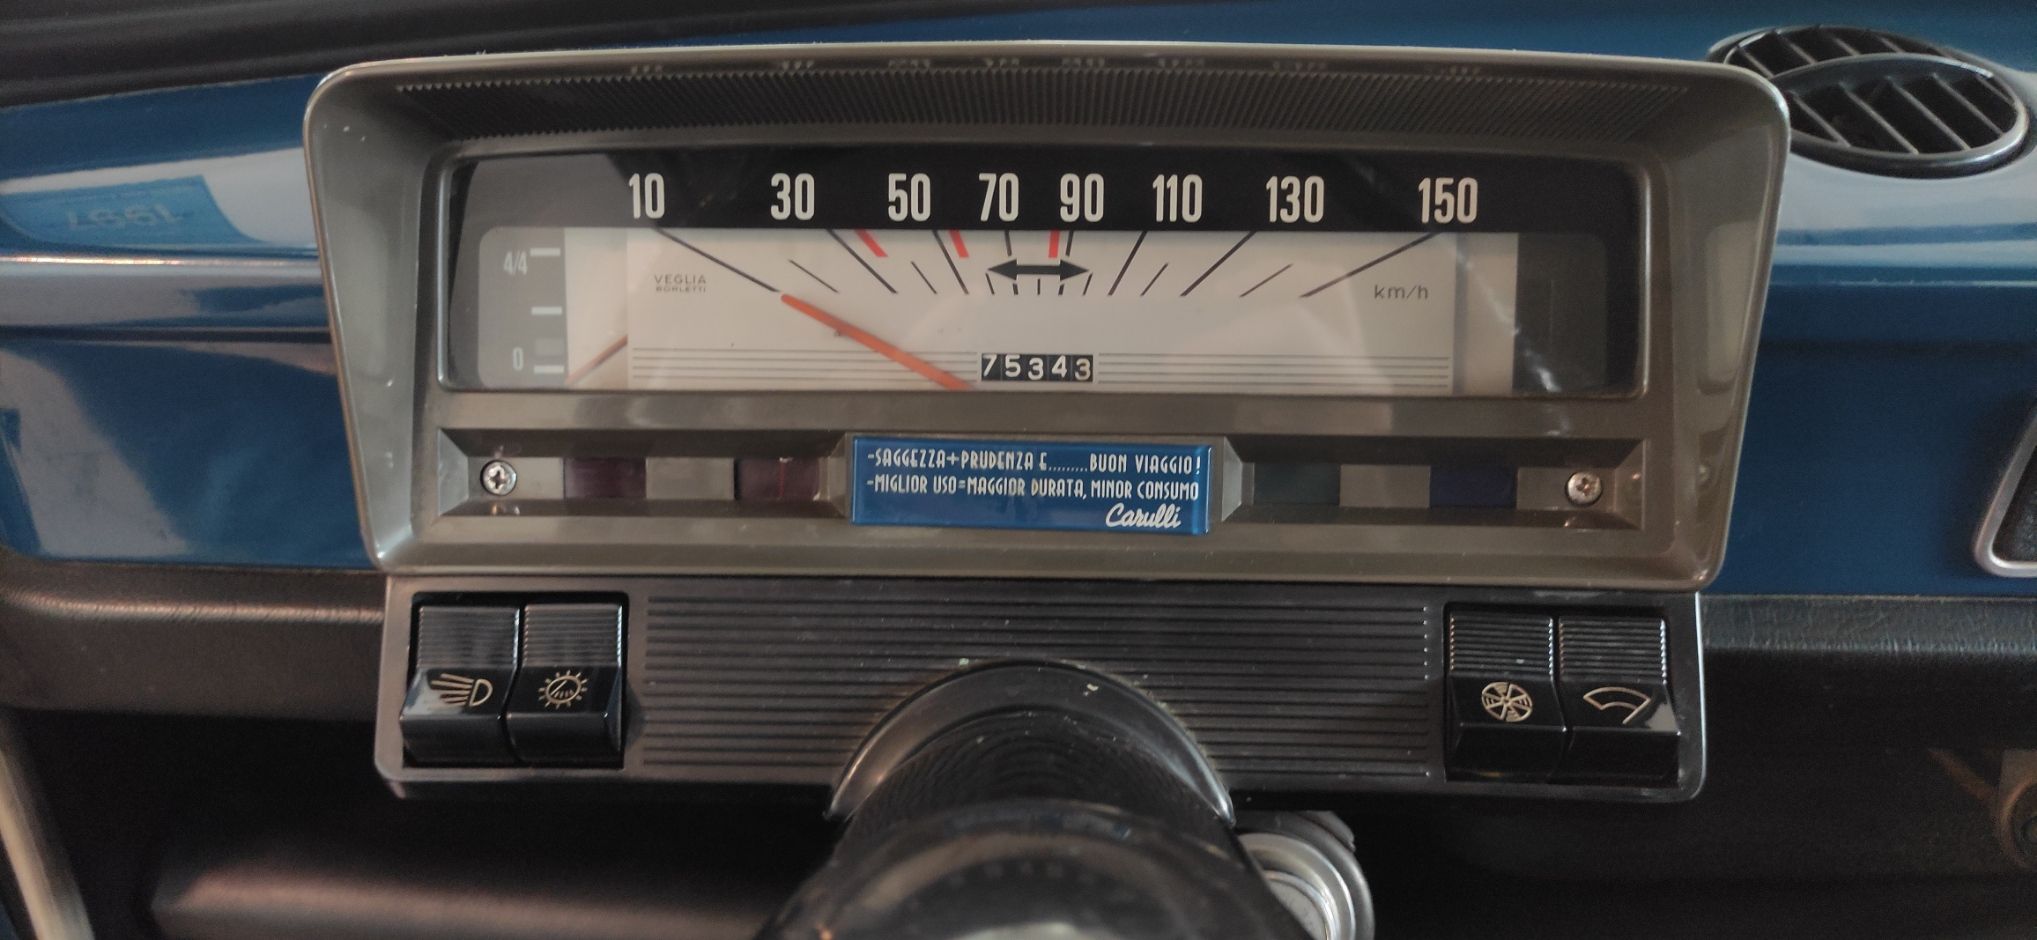 10 30 50 70 90 110 130 150
4/4
VEGLIA
BORLETTI
km/h
0
75343
-SAGGEZZA+PRUDENZA E.........BUON VIAGGIO!
-MIGLIOR USO=MAGGIOR DURATA, MINOR CONSUMO
Carulli